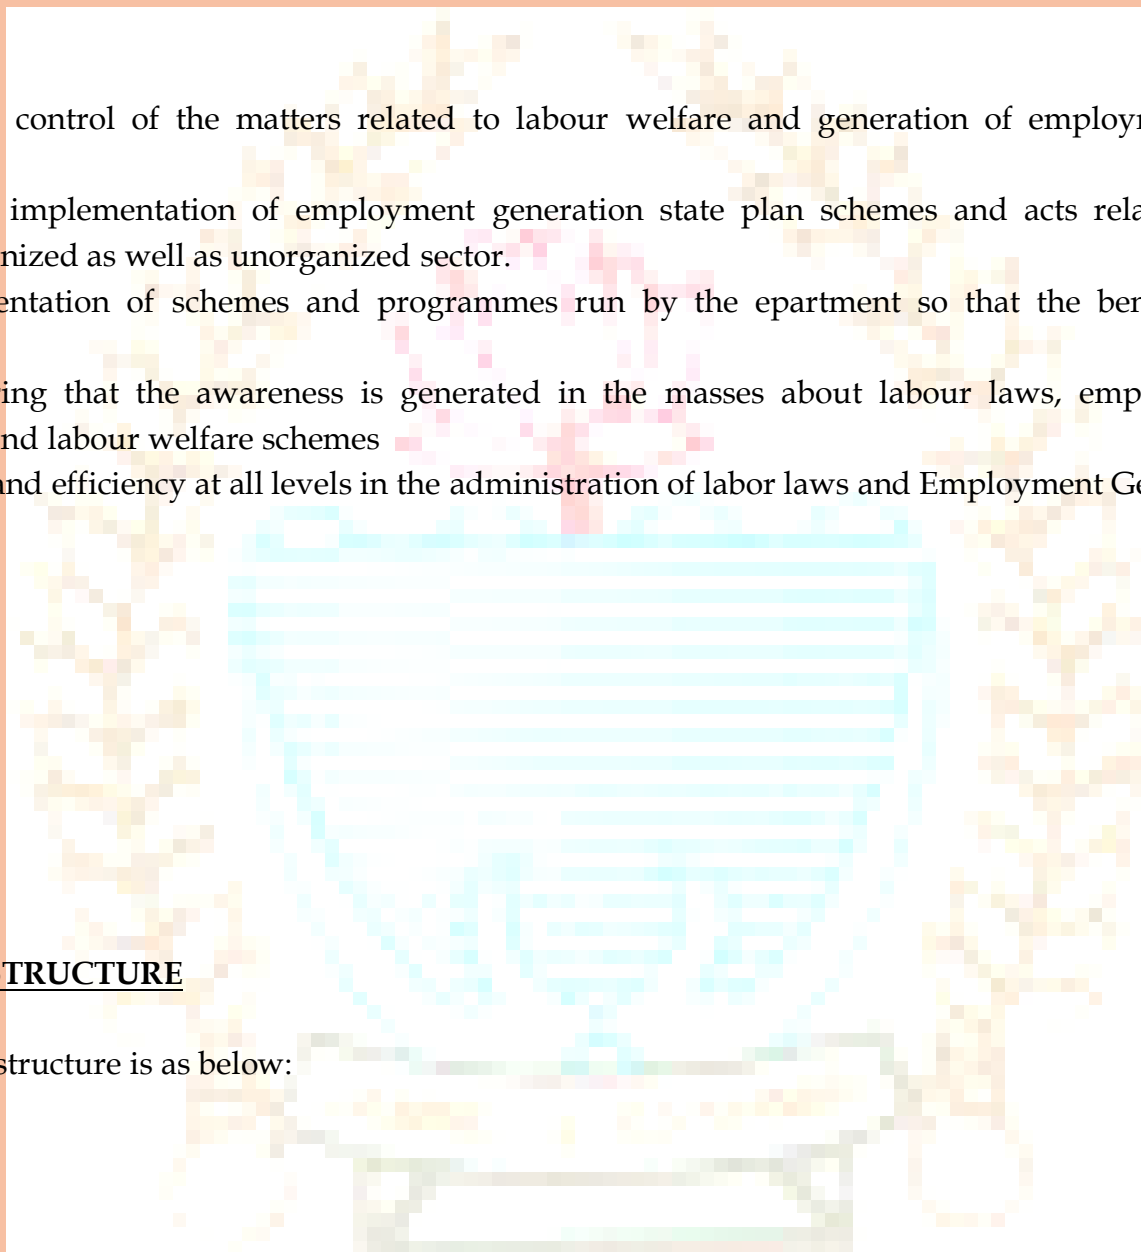 control of the matters related to labour welfare and generation of employ
implementation of employment generation state plan schemes and acts rela
nized as well as unorganized sector.
entation of schemes and programmes run by the epartment so that the ben
ing that the awareness is generated in the masses about labour laws, emp
nd labour welfare schemes
and efficiency at all levels in the administration of labor laws and Employment Ge
TRUCTURE
structure is as below: